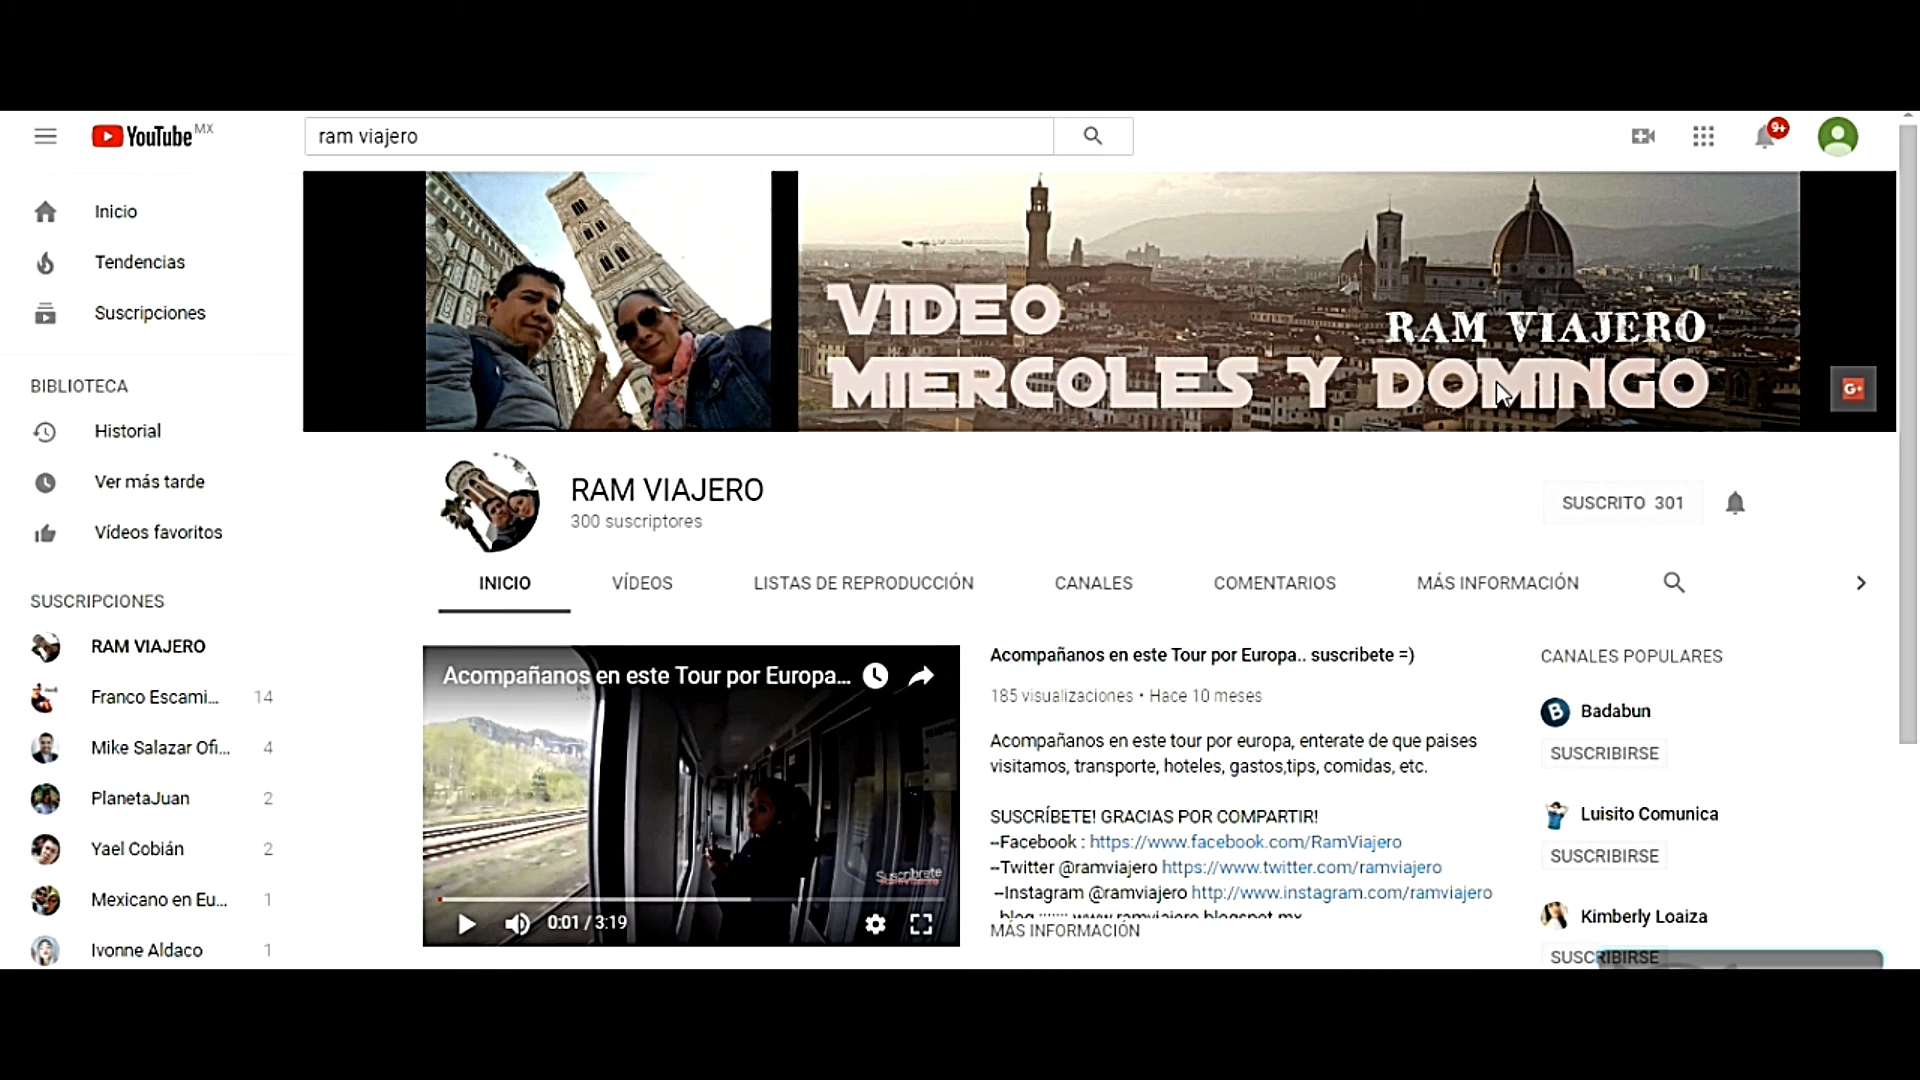 YouTube MX
ram viajero
9+
Inicio
Tendencias
Suscripciones
BIBLIOTECA
Historial
Ver más tarde
Vídeos favoritos
SUSCRIPCIONES
RAM VIAJERO
Franco Escami... 14
Mike Salazar Ofi... 4
PlanetaJuan 2
Yael Cobián 2
Mexicano en Eu... 1
Ivonne Aldaco 1
VIDEO
RAM VIAJERO
MIERCOLES Y DOMINGO
G+
RAM VIAJERO
300 suscriptores
SUSCRITO 301
INICIO VÍDEOS LISTAS DE REPRODUCCIÓN CANALES COMENTARIOS MÁS INFORMACIÓN
Acompañanos en este Tour por Europa...
Suscribrete
RamViajero
0:01 / 3:19
Acompañanos en este Tour por Europa.. suscribete =)
185 visualizaciones • Hace 10 meses
Acompañanos en este tour por europa, enterate de que paises
visitamos, transporte, hoteles, gastos,tips, comidas, etc.
SUSCRÍBETE! GRACIAS POR COMPARTIR!
--Facebook : https://www.facebook.com/RamViajero
--Twitter @ramviajero https://www.twitter.com/ramviajero
--Instagram @ramviajero http://www.instagram.com/ramviajero
MÁS INFORMACIÓN
CANALES POPULARES
B
Badabun
SUSCRIBIRSE
Luisito Comunica
SUSCRIBIRSE
Kimberly Loaiza
SUSCRIBIRSE